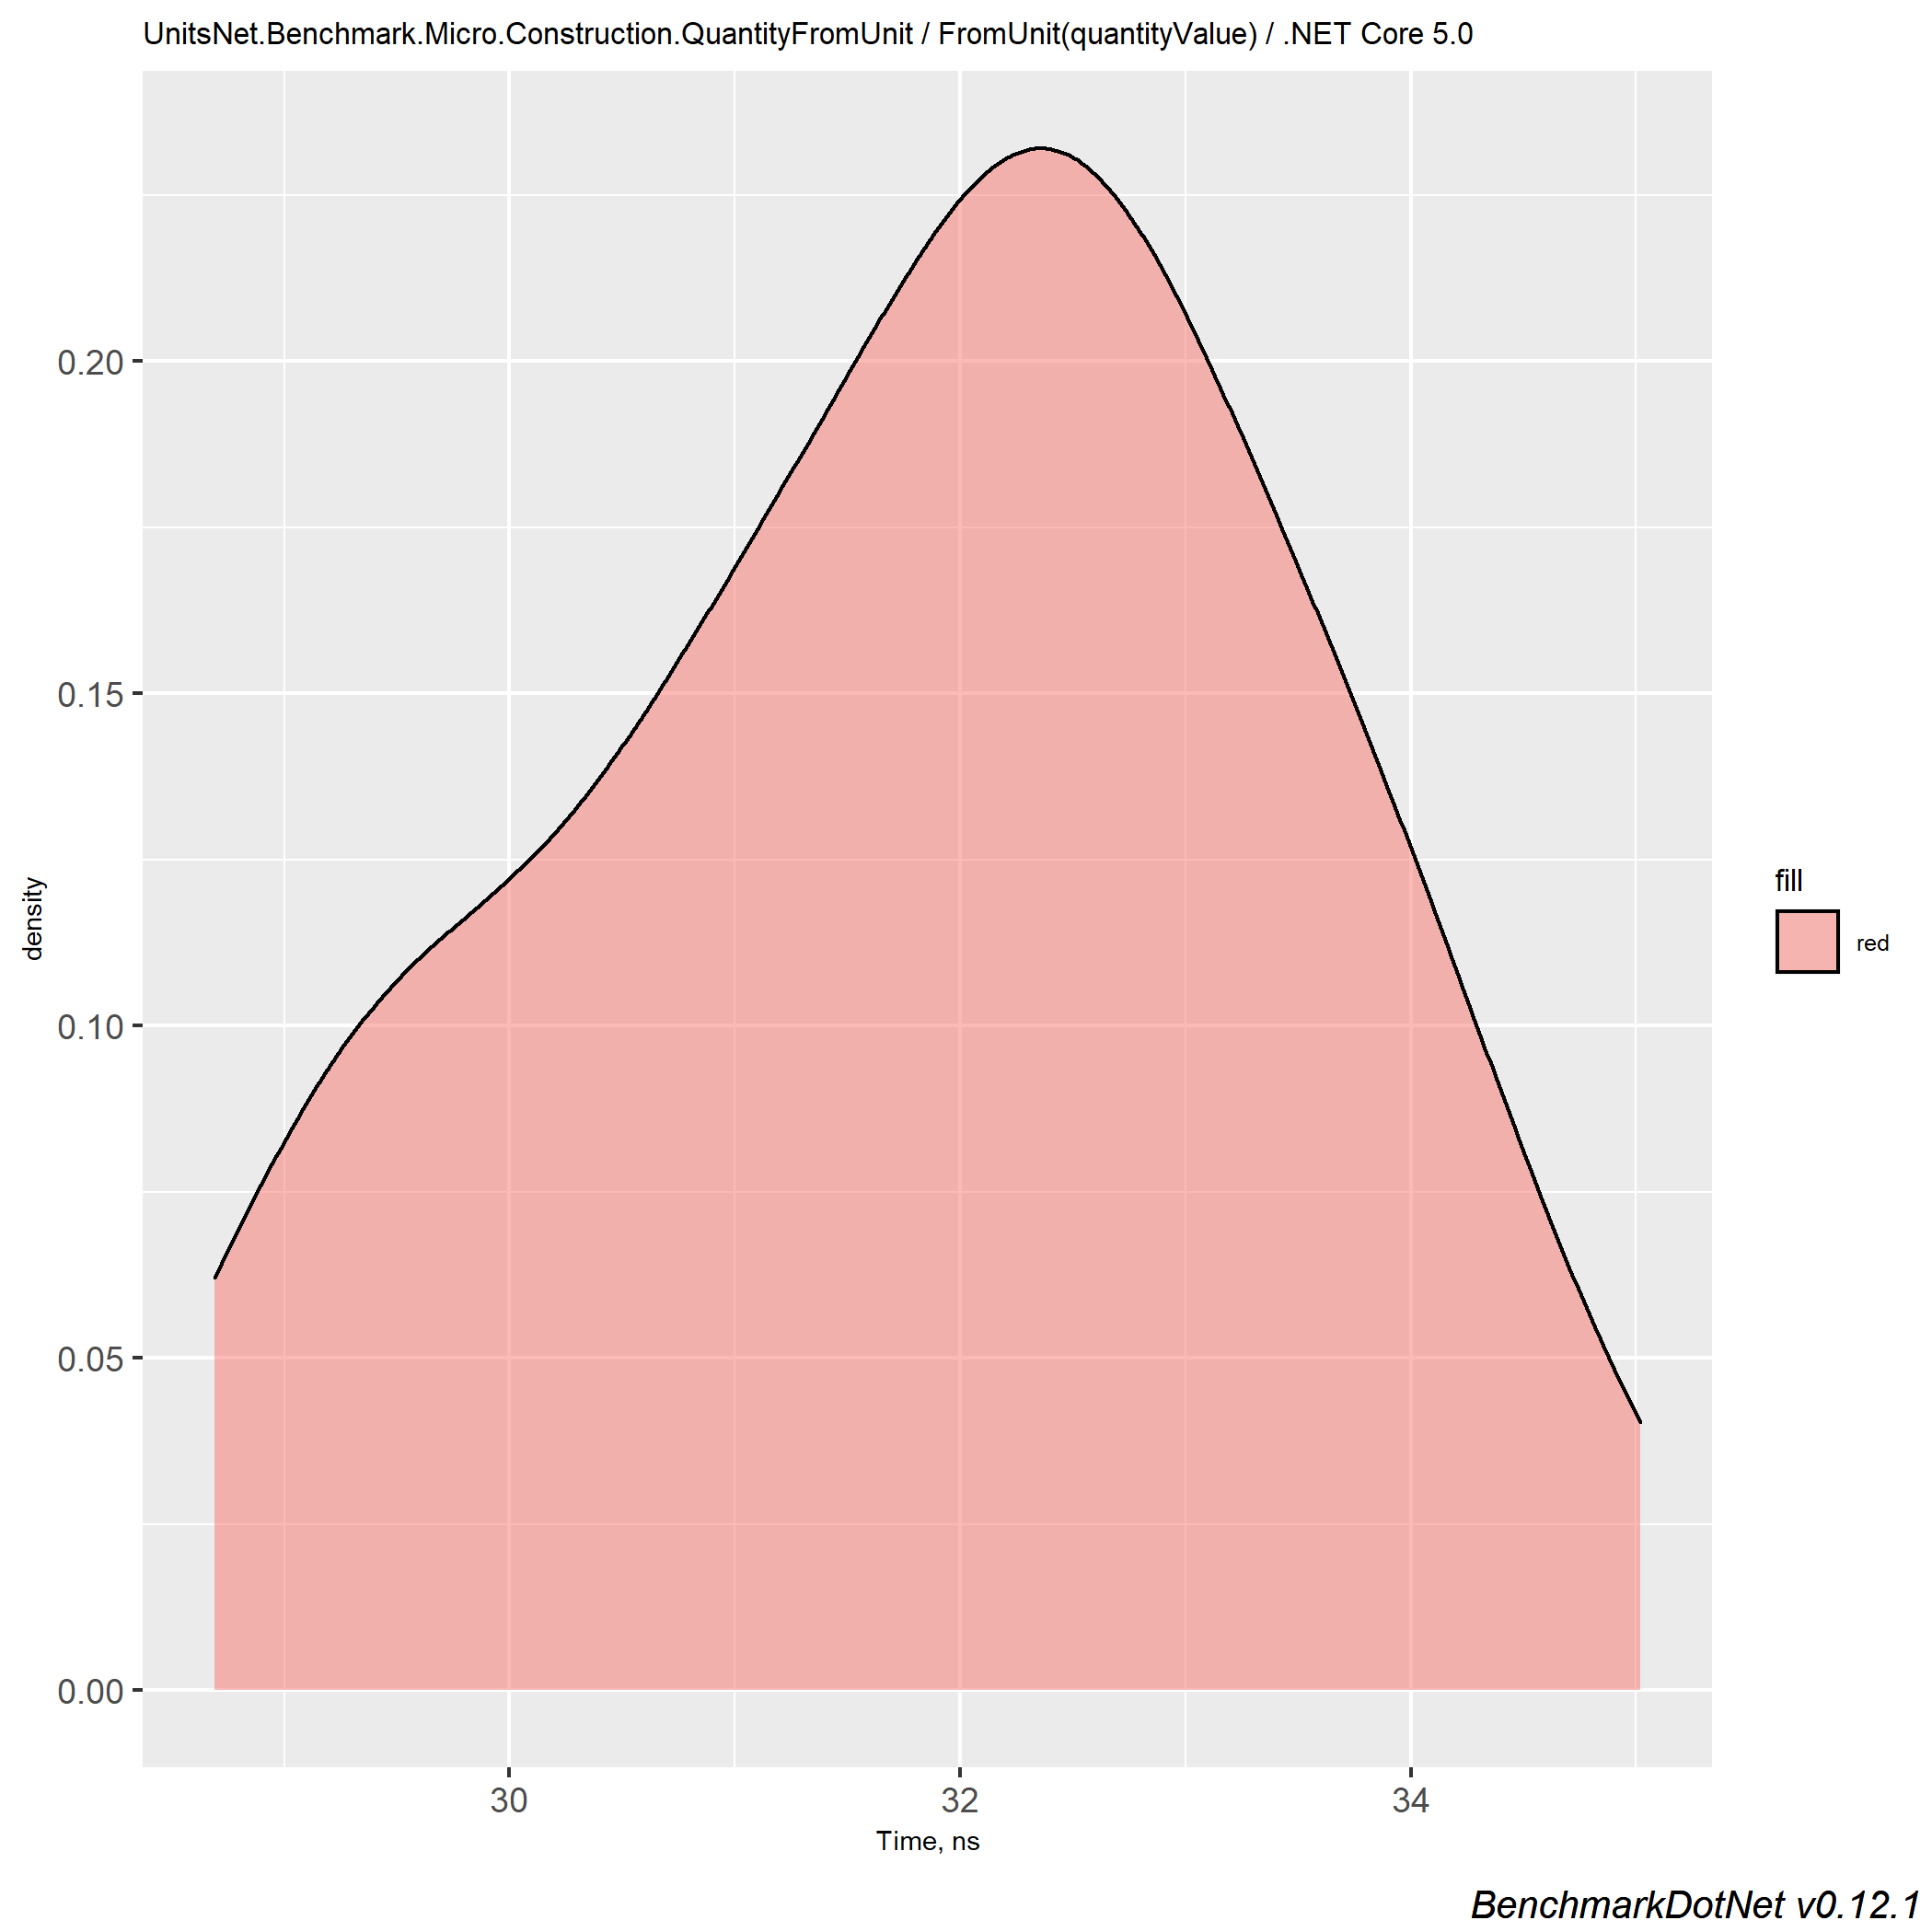 UnitsNet.Benchmark.Micro.Construction.QuantityFromUnit / FromUnit(quantityValue) / .NET Core 5.0
0.20
0.15
0.10
0.05
0.00
density
30 32 34
Time, ns
fill
red
BenchmarkDotNet v0.12.1